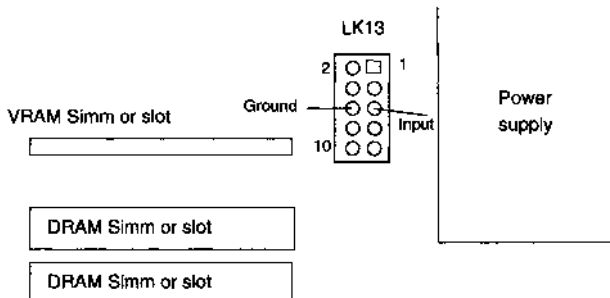 LK13
2
1
Ground
Input
10
Power
supply
VRAM Simm or slot
DRAM Simm or slot
DRAM Simm or slot